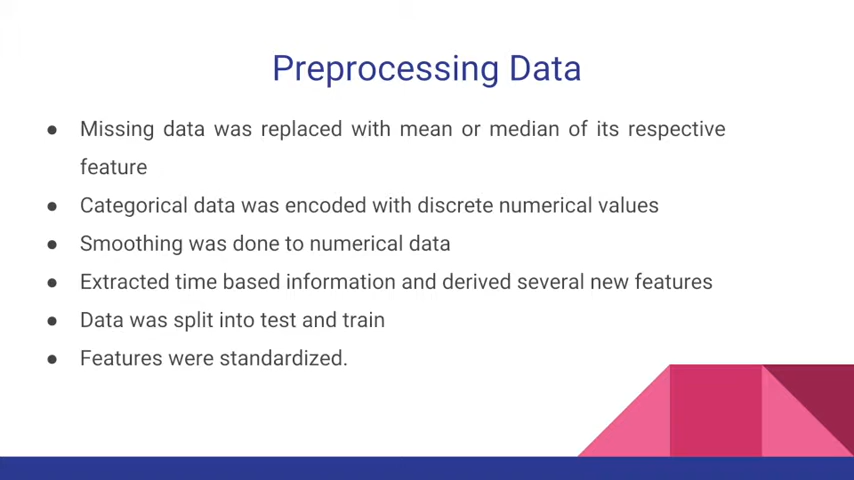 Preprocessing Data
● Missing data was replaced with mean or median of its respective
feature
● Categorical data was encoded with discrete numerical values
● Smoothing was done to numerical data
● Extracted time based information and derived several new features
● Data was split into test and train
● Features were standardized.